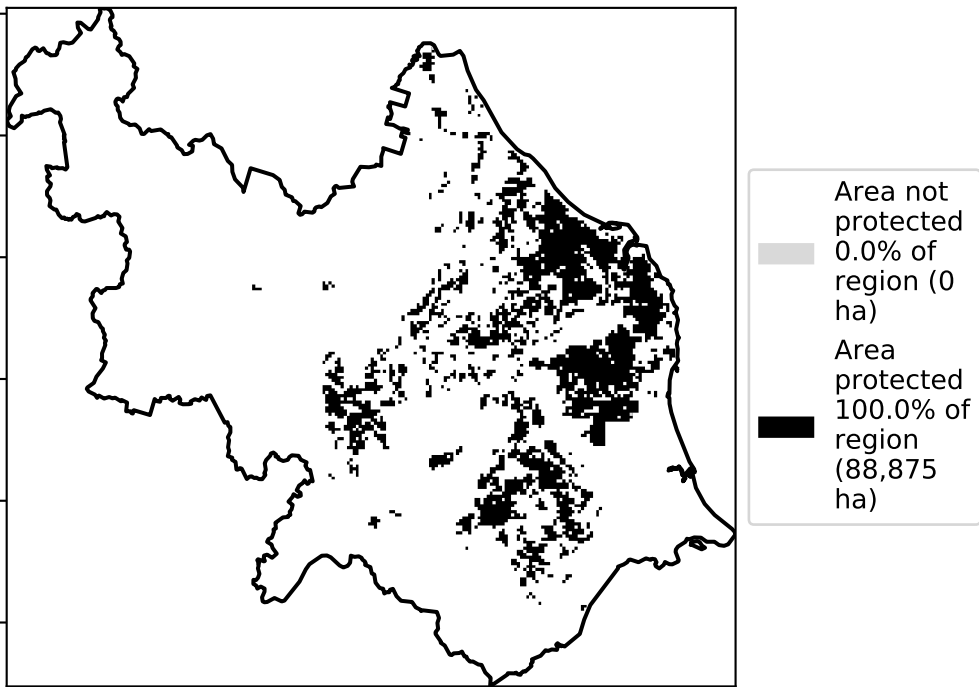 Area not
protected
0.0% of
region (0
ha)
Area
protected
100.0% of
region
(88,875
ha)